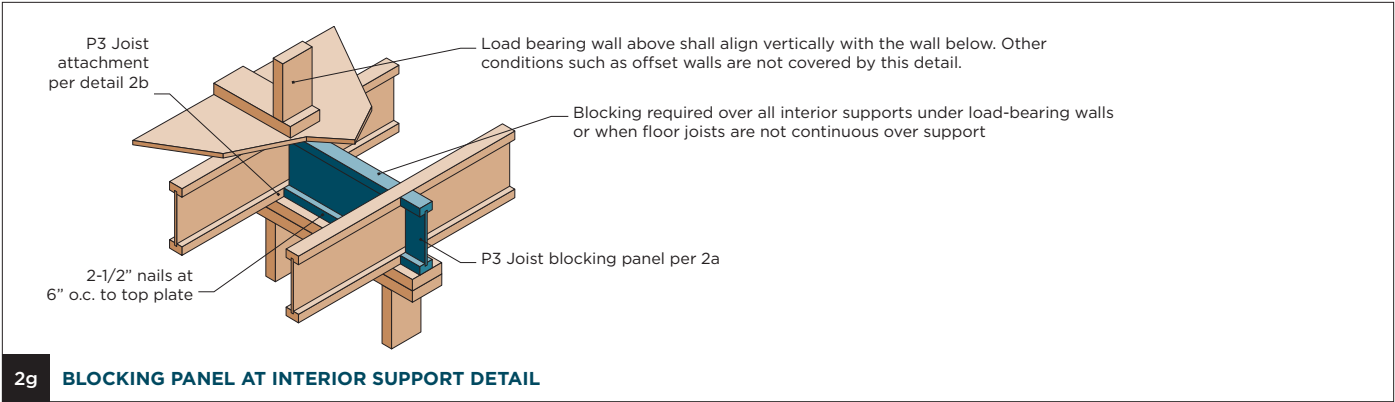 P3 Joist
attachment
per detail 2b
Load bearing wall above shall align vertically with the wall below. Other
conditions such as offset walls are not covered by this detail.
Blocking required over all interior supports under load-bearing walls
or when floor joists are not continuous over support
P3 Joist blocking panel per 2a
2-1/2” nails at
6” o.c. to top plate
2g BLOCKING PANEL AT INTERIOR SUPPORT DETAIL